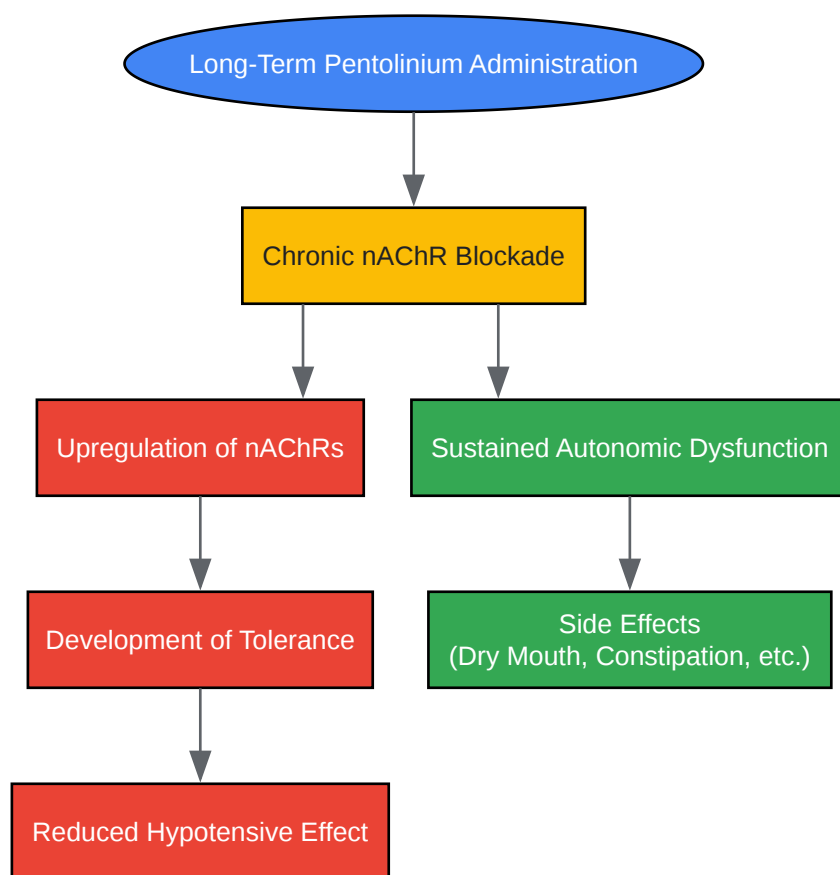 Long-Term Pentolinium Administration
Chronic nAChR Blockade
Upregulation of nAChRs
Sustained Autonomic Dysfunction
Development of Tolerance
Side Effects
(Dry Mouth, Constipation, etc.)
Reduced Hypotensive Effect